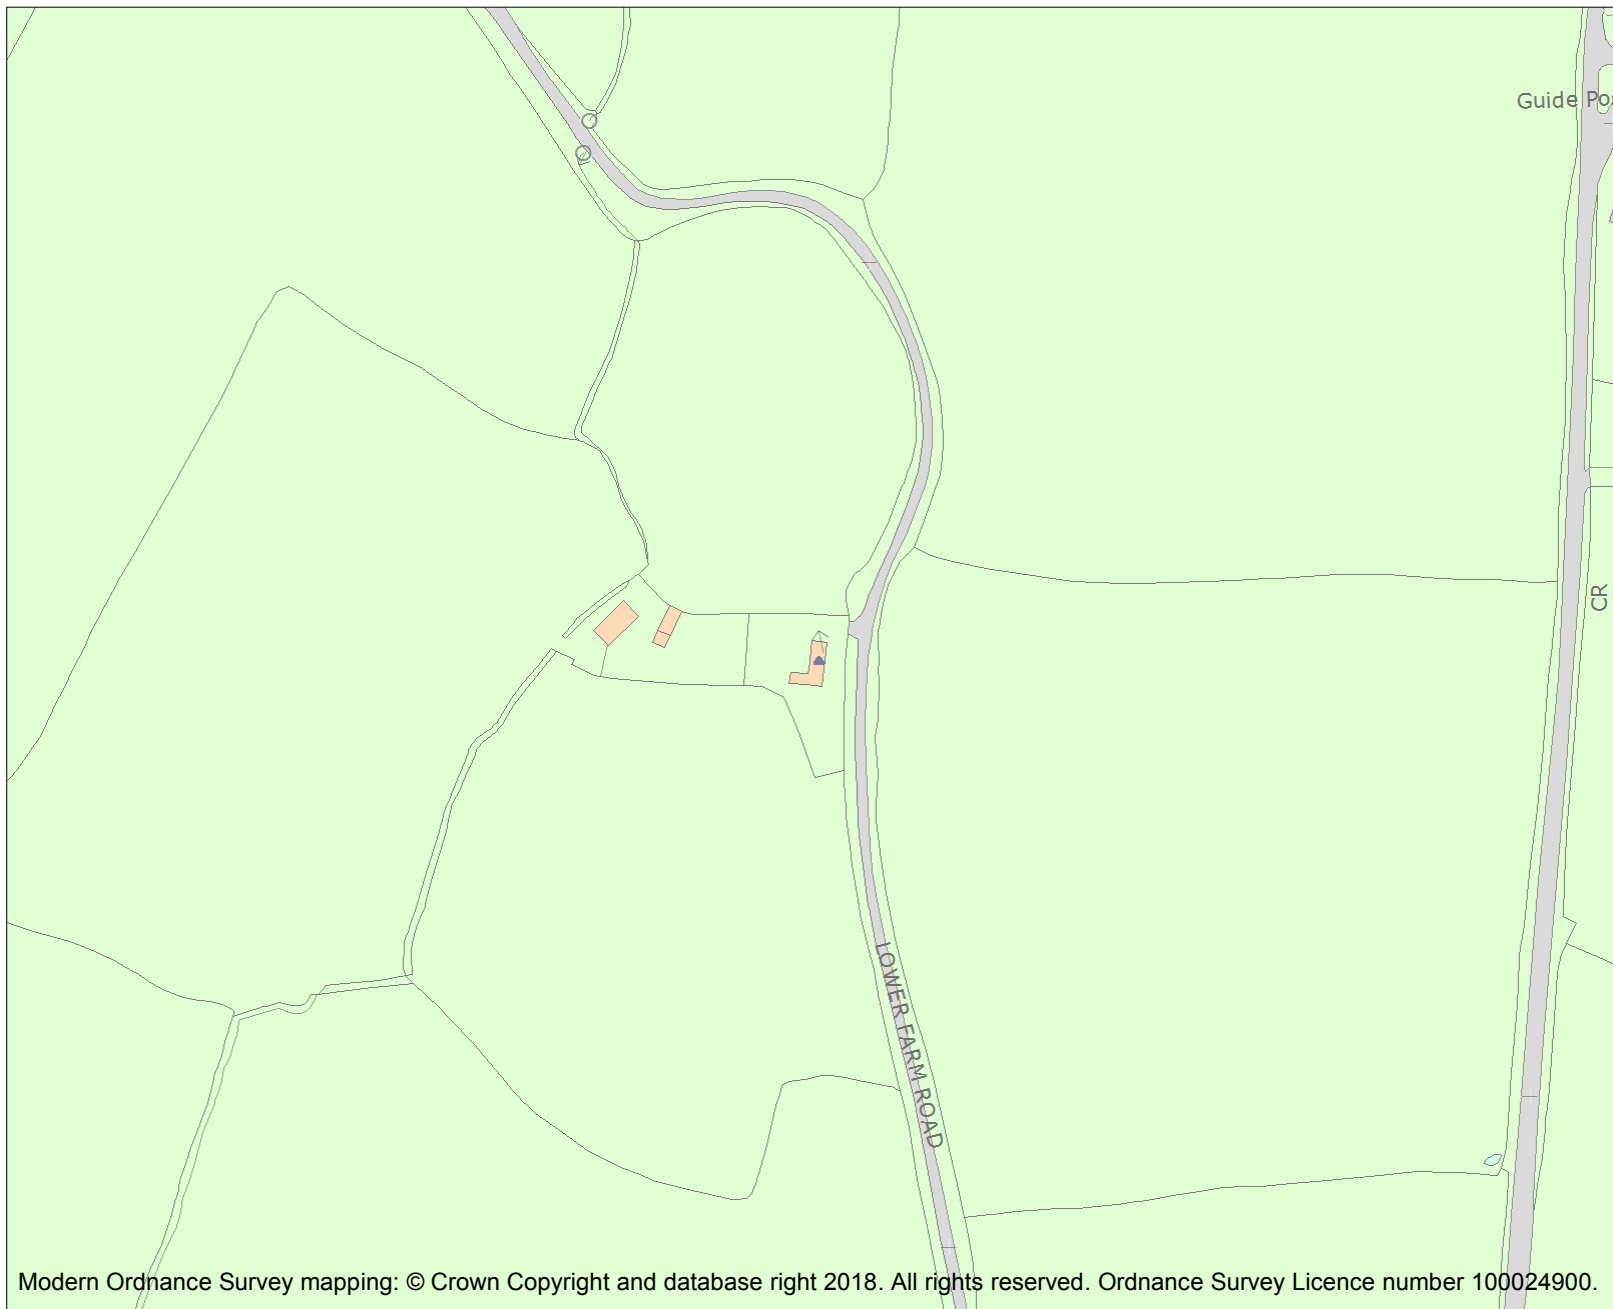 Guide Pos
CR
LOWER FARM ROAD
Modern Ordnance Survey mapping: © Crown Copyright and database right 2018. All rights reserved. Ordnance Survey Licence number 100024900.